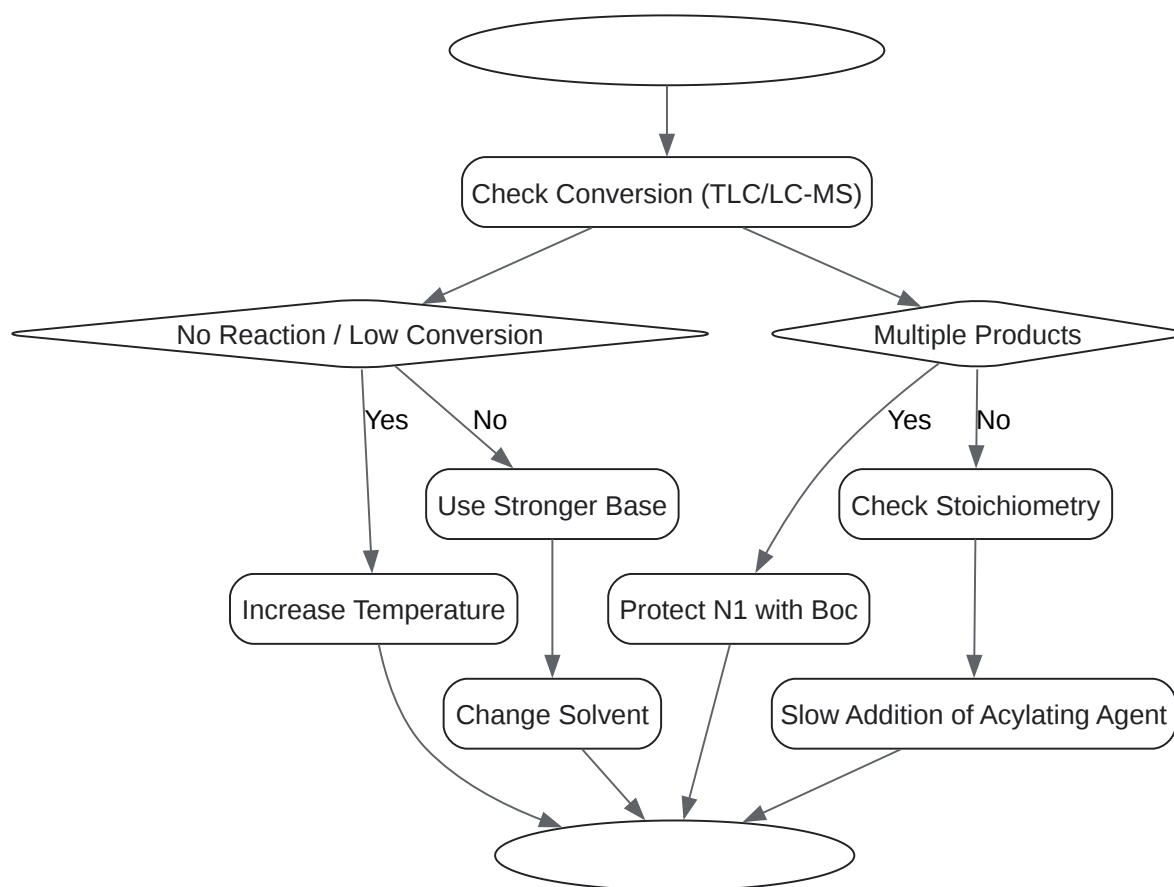 Check Conversion (TLC/LC-MS)
No Reaction / Low Conversion
Multiple Products
Yes
No
Yes
No
Use Stronger Base
Check Stoichiometry
Increase Temperature
Protect N1 with Boc
Change Solvent
Slow Addition of Acylating Agent